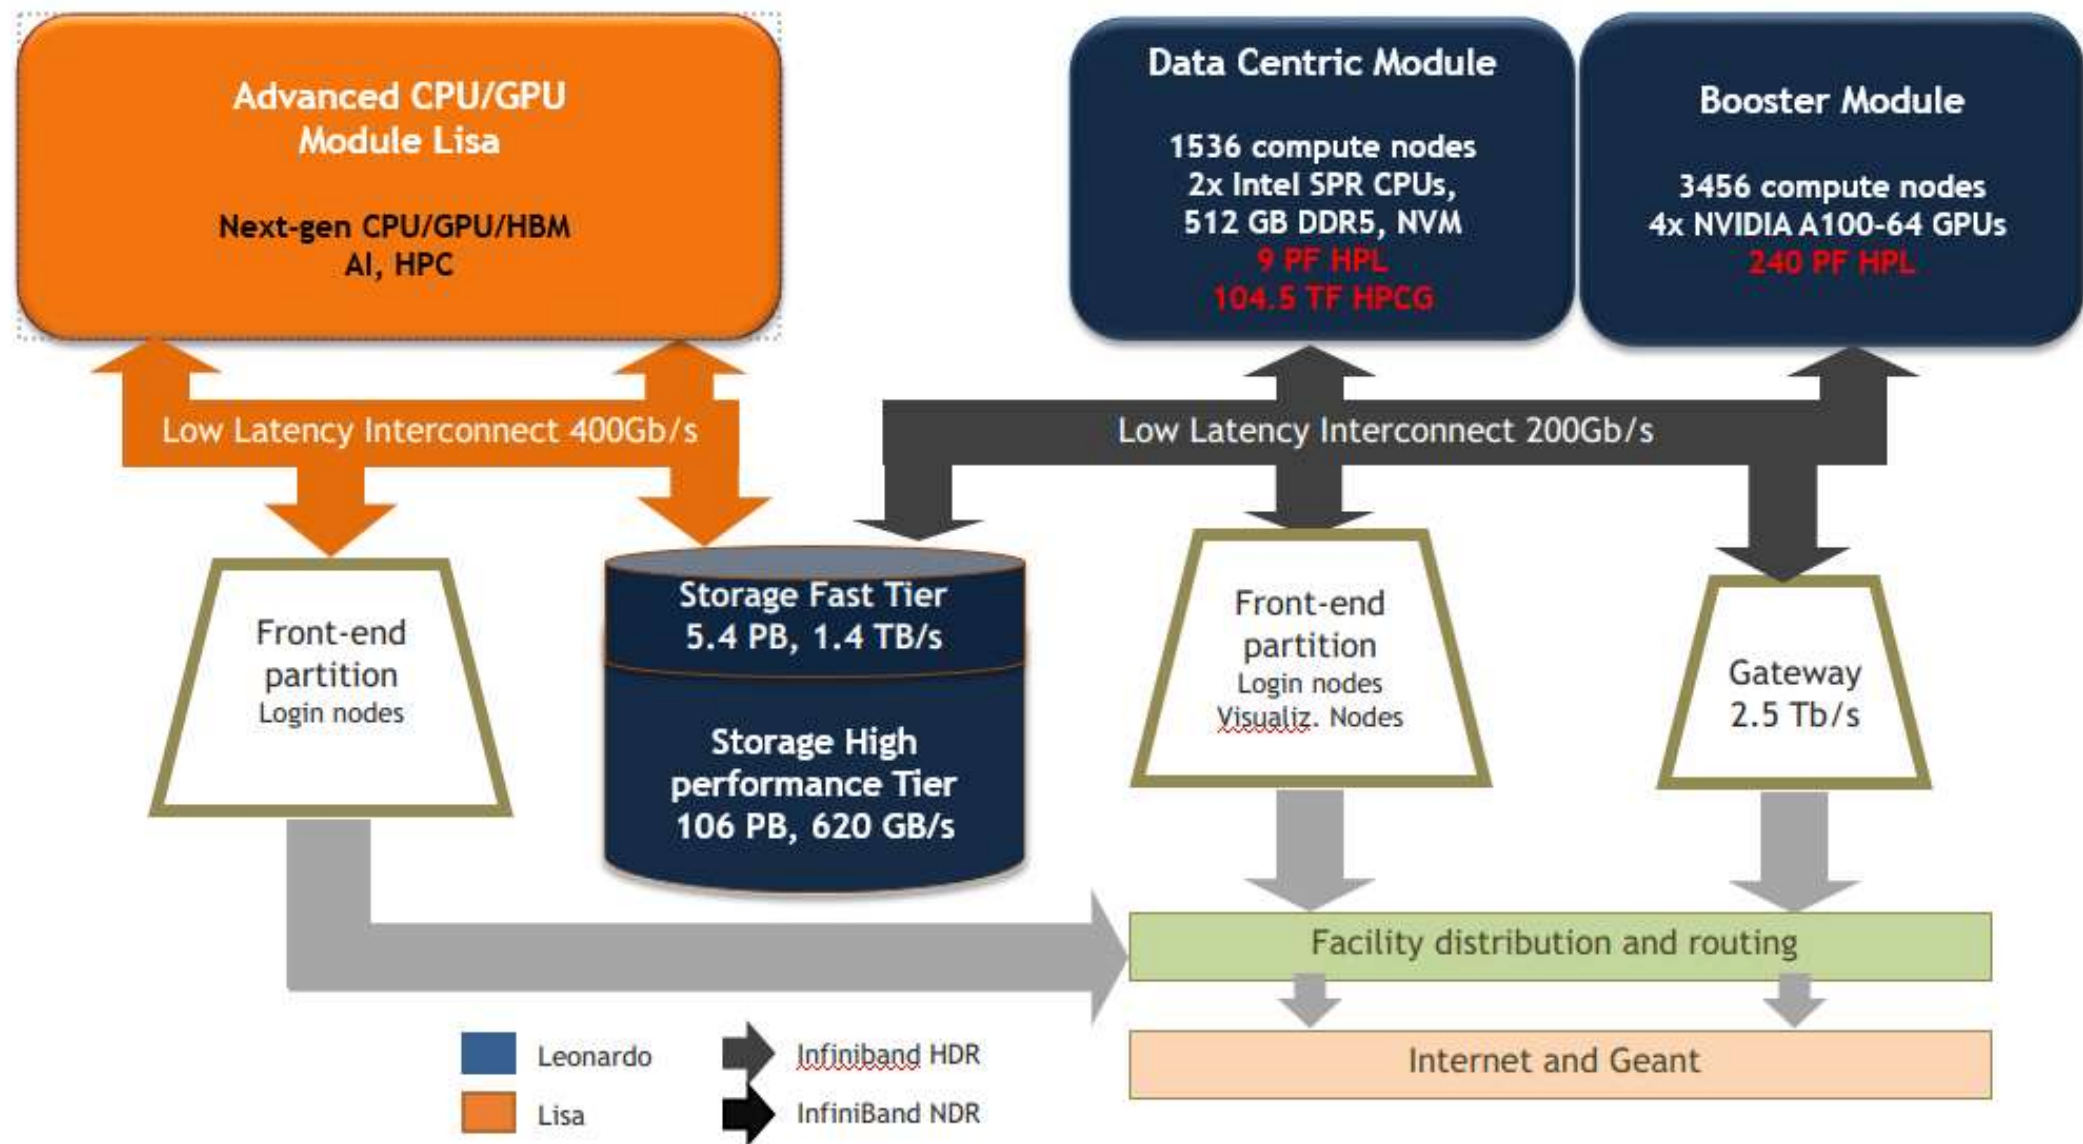 Advanced CPU/GPU
Module Lisa
Next-gen CPU/GPU/HBM
AI, HPC
Data Centric Module
1536 compute nodes
2x Intel SPR CPUs,
512 GB DDR5, NVM
9 PF HPL
104.5 TF HPCG
Booster Module
3456 compute nodes
4x NVIDIA A100-64 GPUs
240 PF HPL
Low Latency Interconnect 400Gb/s
Low Latency Interconnect 200Gb/s
Front-end
partition
Login nodes
Storage Fast Tier
5.4 PB, 1.4 TB/s
Storage High
performance Tier
106 PB, 620 GB/s
Front-end
partition
Login nodes
Visualiz. Nodes
Gateway
2.5 Tb/s
Facility distribution and routing
Internet and Geant
Leonardo
Infiniband HDR
Lisa
InfiniBand NDR